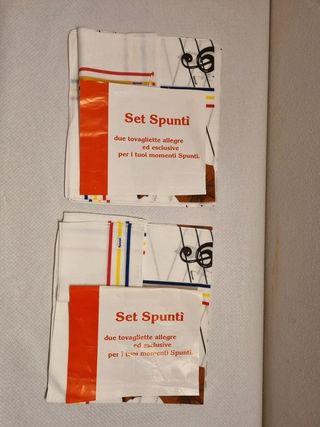 Set Spuntì
due tovagliette allegre
ed esclusive
per i tuoi momenti Spuntì.
Set Spuntì
due tovagliette allegre
ed esclusive
per i tuoi momenti Spuntì.